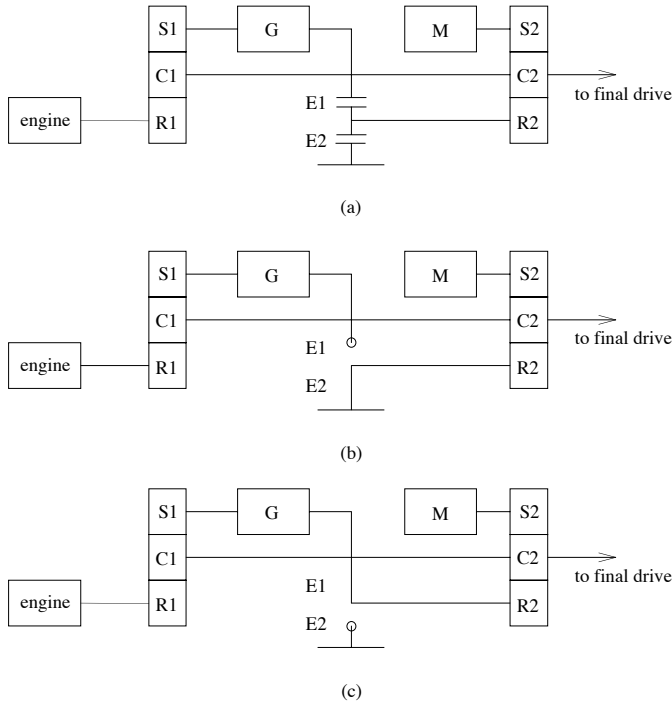 S1 G M S2
C1 C2
E1 to final drive
engine R1 R2
E2
(a)
S1 G M S2
C1 C2
E1 to final drive
engine R1 R2
E2
(b)
S1 G M S2
C1 C2
E1 to final drive
engine R1 R2
E2
(c)